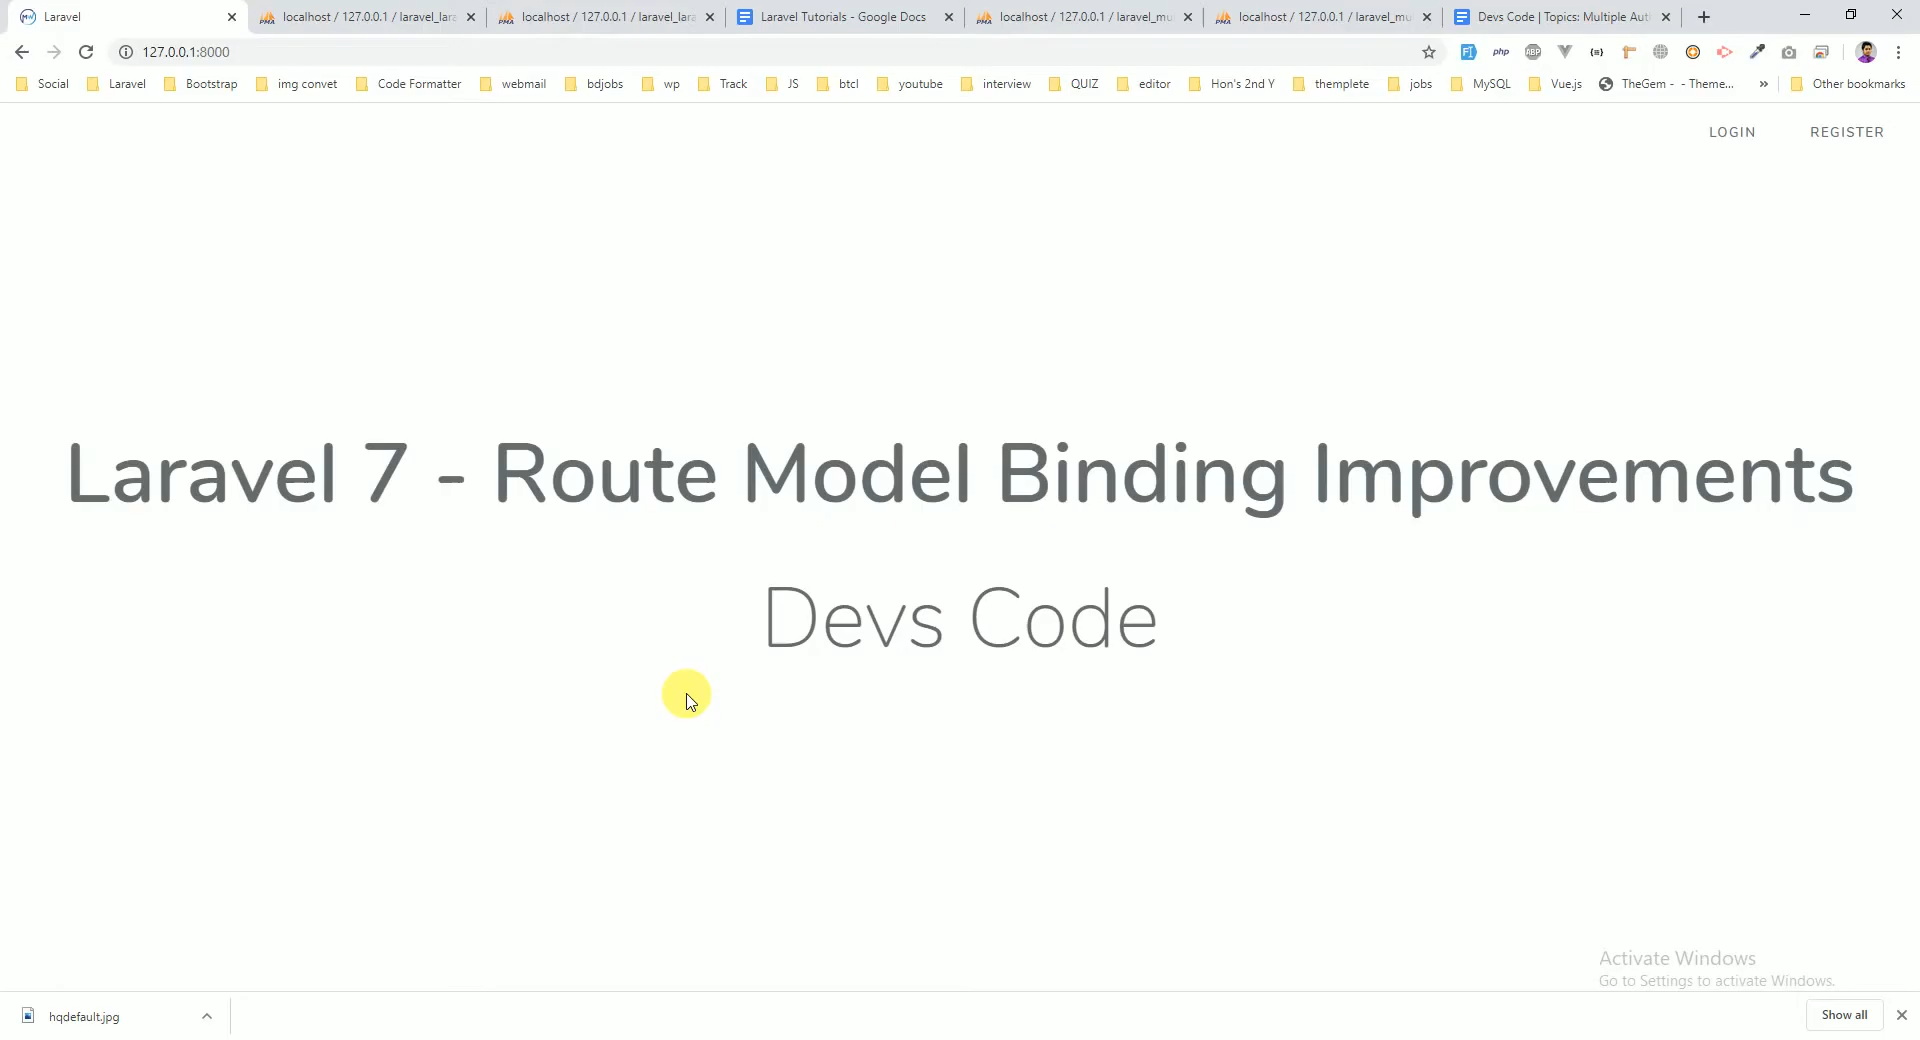 Laravel
localhost / 127.0.0.1 / laravel_lara
localhost / 127.0.0.1 / laravel_lara
Laravel Tutorials - Google Docs
localhost / 127.0.0.1 / laravel_mu
localhost / 127.0.0.1 / laravel_mu
Devs Code | Topics: Multiple Aut
127.0.0.1:8000
php
ABP
Social
Laravel
Bootstrap
img convet
Code Formatter
webmail
bdjobs
wp
Track
JS
btcl
youtube
interview
QUIZ
editor
Hon's 2nd Y
themplete
jobs
MySQL
Vue.js
TheGem - - Theme...
Other bookmarks
LOGIN
REGISTER
Laravel 7 - Route Model Binding Improvements
Devs Code
Activate Windows
Go to Settings to activate Windows.
hqdefault.jpg
Show all